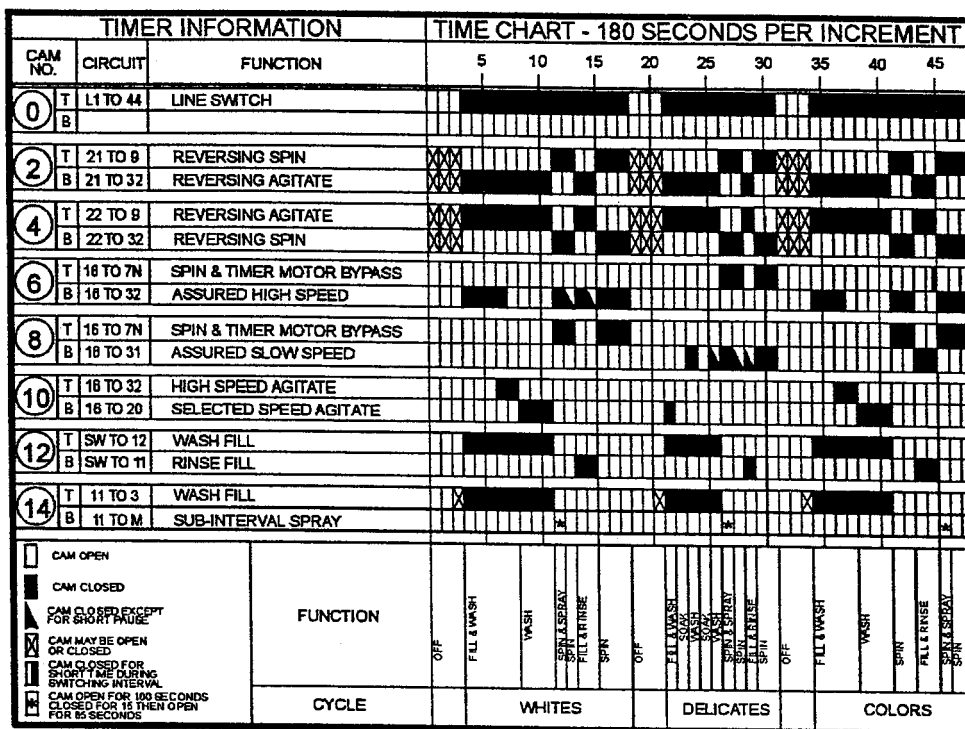 TIMER INFORMATION TIME CHART - 180 SECONDS PER INCREMENT
CAM NO. CIRCUIT FUNCTION 5 10 15 20 25 30 35 40 45
0 T L1 TO 44 LINE SWITCH
B
2 T 21 TO 9 REVERSING SPIN
B 21 TO 32 REVERSING AGITATE
4 T 22 TO 9 REVERSING AGITATE
B 22 TO 32 REVERSING SPIN
6 T 16 TO 7N SPIN & TIMER MOTOR BYPASS
B 16 TO 32 ASSURED HIGH SPEED
8 T 16 TO 7N SPIN & TIMER MOTOR BYPASS
B 16 TO 31 ASSURED SLOW SPEED
10 T 16 TO 32 HIGH SPEED AGITATE
B 16 TO 20 SELECTED SPEED AGITATE
12 T SW TO 12 WASH FILL
B SW TO 11 RINSE FILL
14 T 11 TO 3 WASH FILL
B 11 TO M SUB-INTERVAL SPRAY * * *
CAM OPEN
CAM CLOSED
CAM CLOSED EXCEPT
FOR SHORT PAUSE
CAM MAY BE OPEN
OR CLOSED
CAM CLOSED FOR
SHORT TIME DURING
SWITCHING INTERVAL
* CAM OPEN FOR 100 SECONDS
CLOSED FOR 15 THEN OPEN
FOR 65 SECONDS
FUNCTION
OFF
FILL & WASH
WASH
SPIN & SPRAY
SPIN
FILL & RINSE
SPIN
OFF
FILL & WASH
SOAK
WASH
SOAK
WASH
SPIN & SPRAY
SPIN
FILL & RINSE
SPIN
OFF
FILL & WASH
WASH
SPIN
FILL & RINSE
SPIN & SPRAY
SPIN
CYCLE WHITES DELICATES COLORS